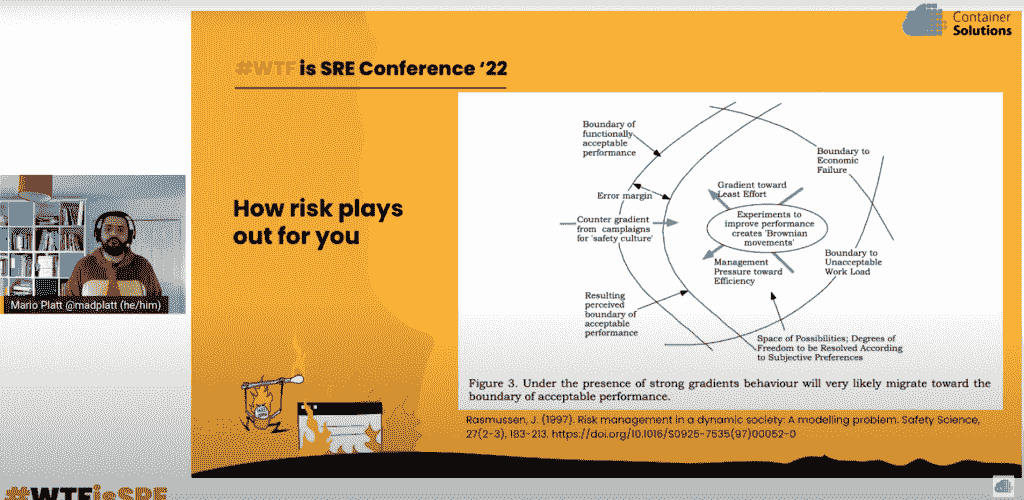 Container
Solutions
#WTF is SRE Conference ‘22
How risk plays
out for you
Boundary of
functionally
acceptable
performance
Error margin
Counter gradient
from campaigns
for 'safety culture'
Resulting
perceived
boundary of
acceptable
performance
Gradient toward
Least Effort
Experiments to
improve performance
creates 'Brownian
movements'
Management
Pressure toward
Efficiency
Boundary to
Economic
Failure
Boundary to
Unacceptable
Work Load
Space of Possibilities; Degrees of
Freedom to be Resolved According
to Subjective Preferences
Figure 3. Under the presence of strong gradients behaviour will very likely migrate toward the
boundary of acceptable performance.
Rasmussen, J. (1997). Risk management in a dynamic society: A modelling problem. Safety Science,
27(2-3), 183-213. https://doi.org/10.1016/S0925-7535(97)00052-0
Mario Platt @madplatt (he/him)
#WTFisSRE